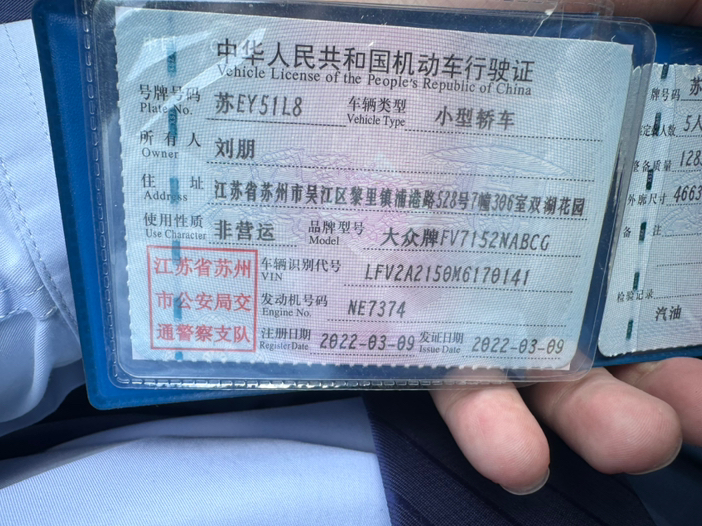 中华人民共和国机动车行驶证
Vehicle License of the People's Republic of China
号牌号码 苏EY51L8 车辆类型 小型轿车
Plate No. Vehicle Type
所有人 刘朋
Owner
住址 江苏省苏州市吴江区黎里镇浦港路528号7幢306室双湖花园
Address
使用性质 非营运 品牌型号 大众牌FV7152NABCG
Use Character Model
江苏省苏州
市公安局交
通警察支队
车辆识别代号 LFV2A2150M6170141
VIN
发动机号码 NE7374
Engine No.
注册日期 2022-03-09 发证日期 2022-03-09
Register Date Issue Date
牌号码 苏
人数 5人
备质量 128
外廓尺寸 4663
备注
检验记录
汽油